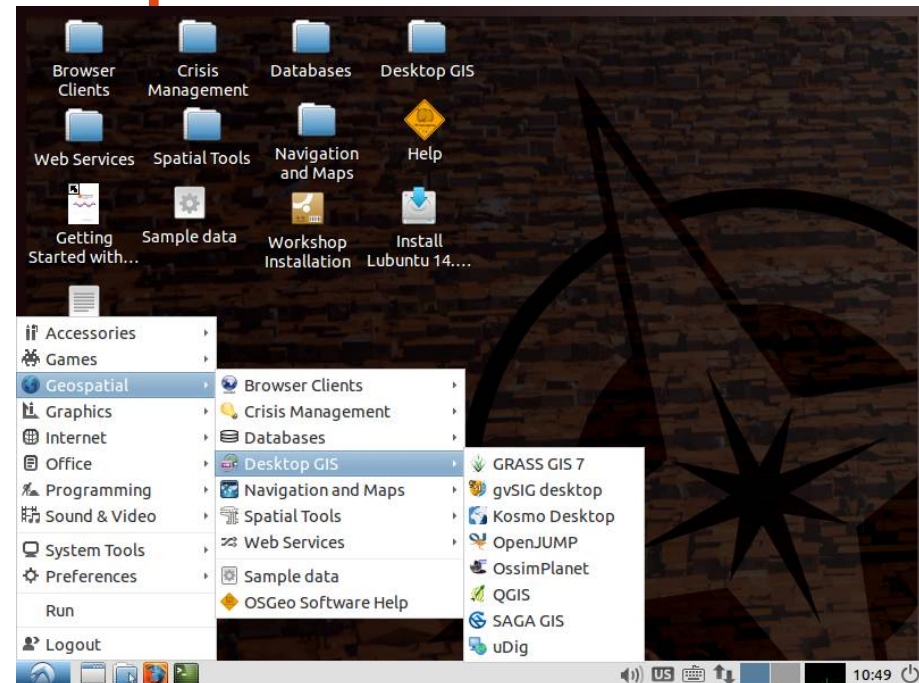 Browser
Clients
Crisis
Management
Databases
Desktop GIS
Web Services
Spatial Tools
Navigation
and Maps
Help
Getting
Started with...
Sample data
Workshop
Installation
Install
Lubuntu 14....
Accessories
Games
Geospatial
Graphics
Internet
Office
Programming
Sound & Video
System Tools
Preferences
Run
Logout
Browser Clients
Crisis Management
Databases
Desktop GIS
Navigation and Maps
Spatial Tools
Web Services
Sample data
OSGeo Software Help
GRASS GIS 7
gvSIG desktop
Kosmo Desktop
OpenJUMP
OssimPlanet
QGIS
SAGA GIS
uDig
US
10:49